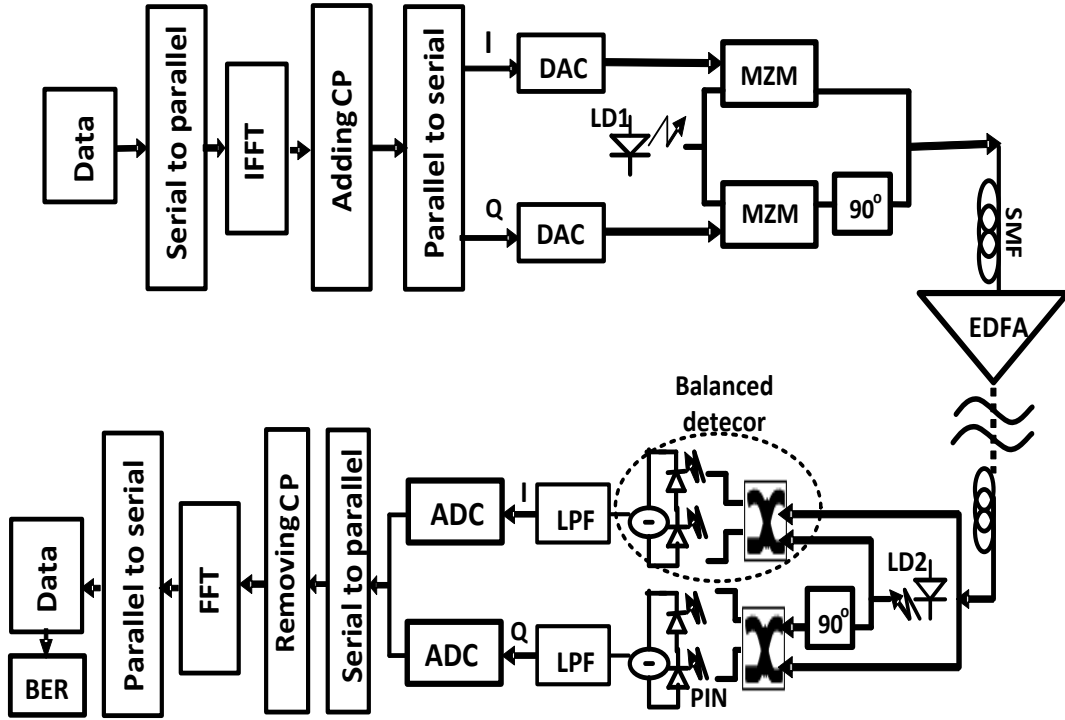 Data
Serial to parallel
IFFT
Adding CP
Parallel to serial
I
Q
DAC
DAC
LD1
MZM
MZM
90°
SMF
EDFA
Balanced
detecor
LD2
90°
PIN
LPF
LPF
I
Q
ADC
ADC
Serial to parallel
Removing CP
FFT
Parallel to serial
Data
BER